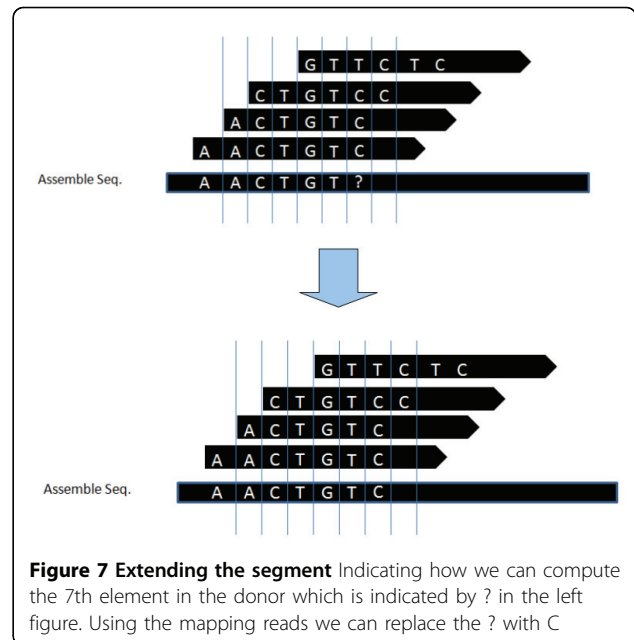 G T T C T C
C T G T C C
A C T G T C
A A C T G T C
Assemble Seq. A A C T G T ?
G T T C T C
C T G T C C
A C T G T C
A A C T G T C
Assemble Seq. A A C T G T C
Figure 7 Extending the segment Indicating how we can compute
the 7th element in the donor which is indicated by ? in the left
figure. Using the mapping reads we can replace the ? with C